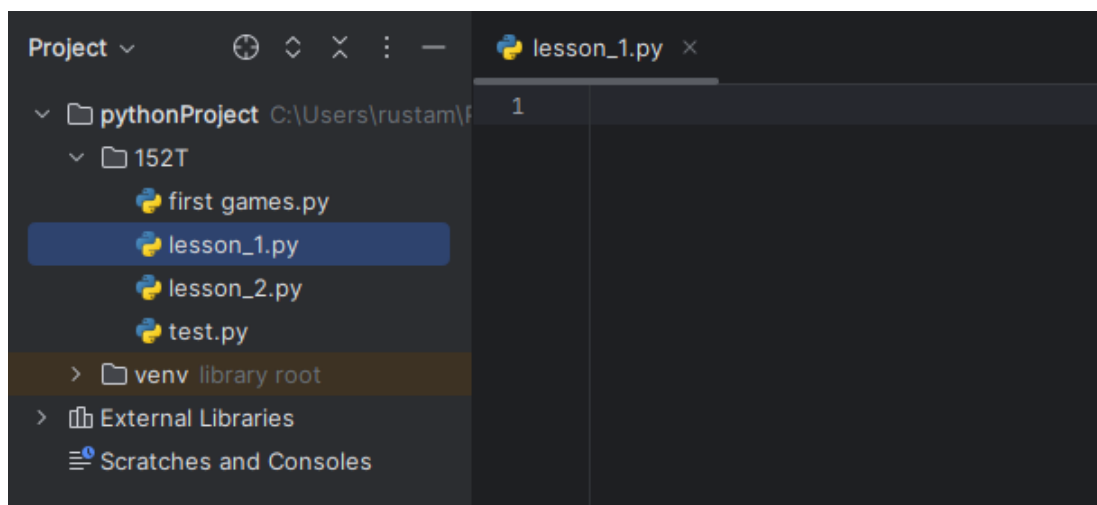 Project
lesson_1.py
pythonProject C:\Users\rustam\
1
152T
first games.py
lesson_1.py
lesson_2.py
test.py
venv library root
External Libraries
Scratches and Consoles